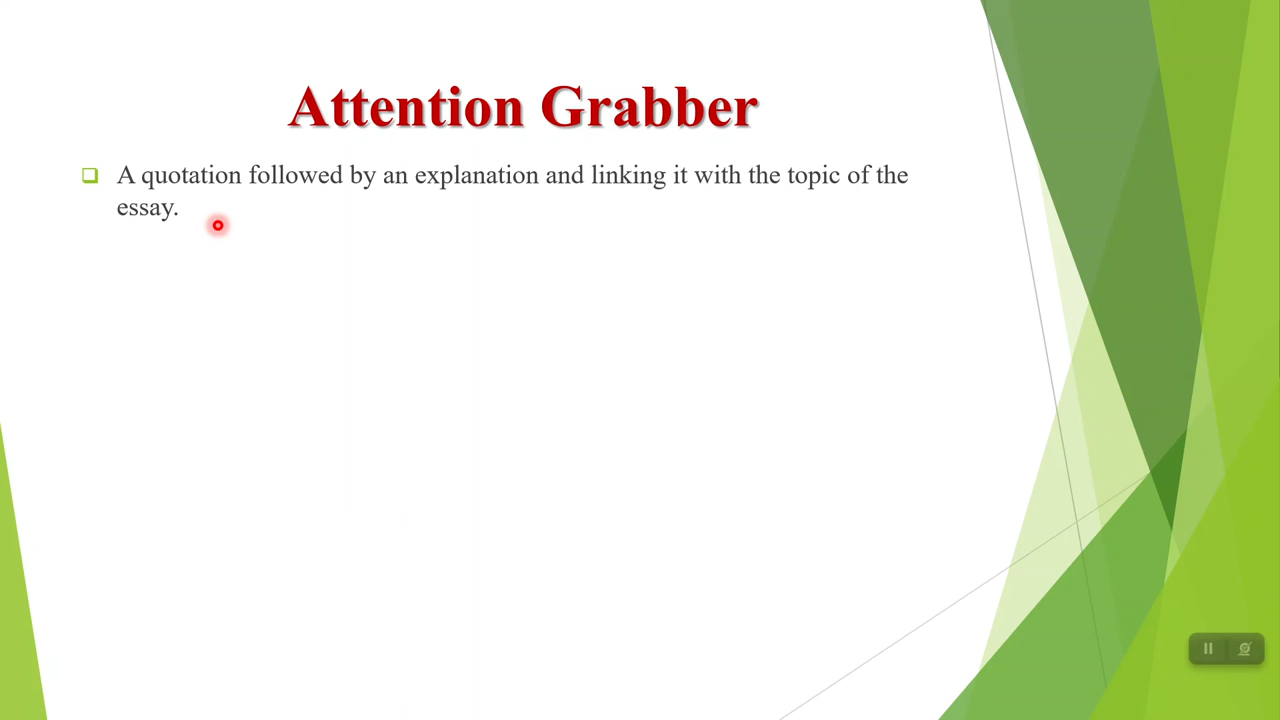 Attention Grabber
A quotation followed by an explanation and linking it with the topic of the
essay.